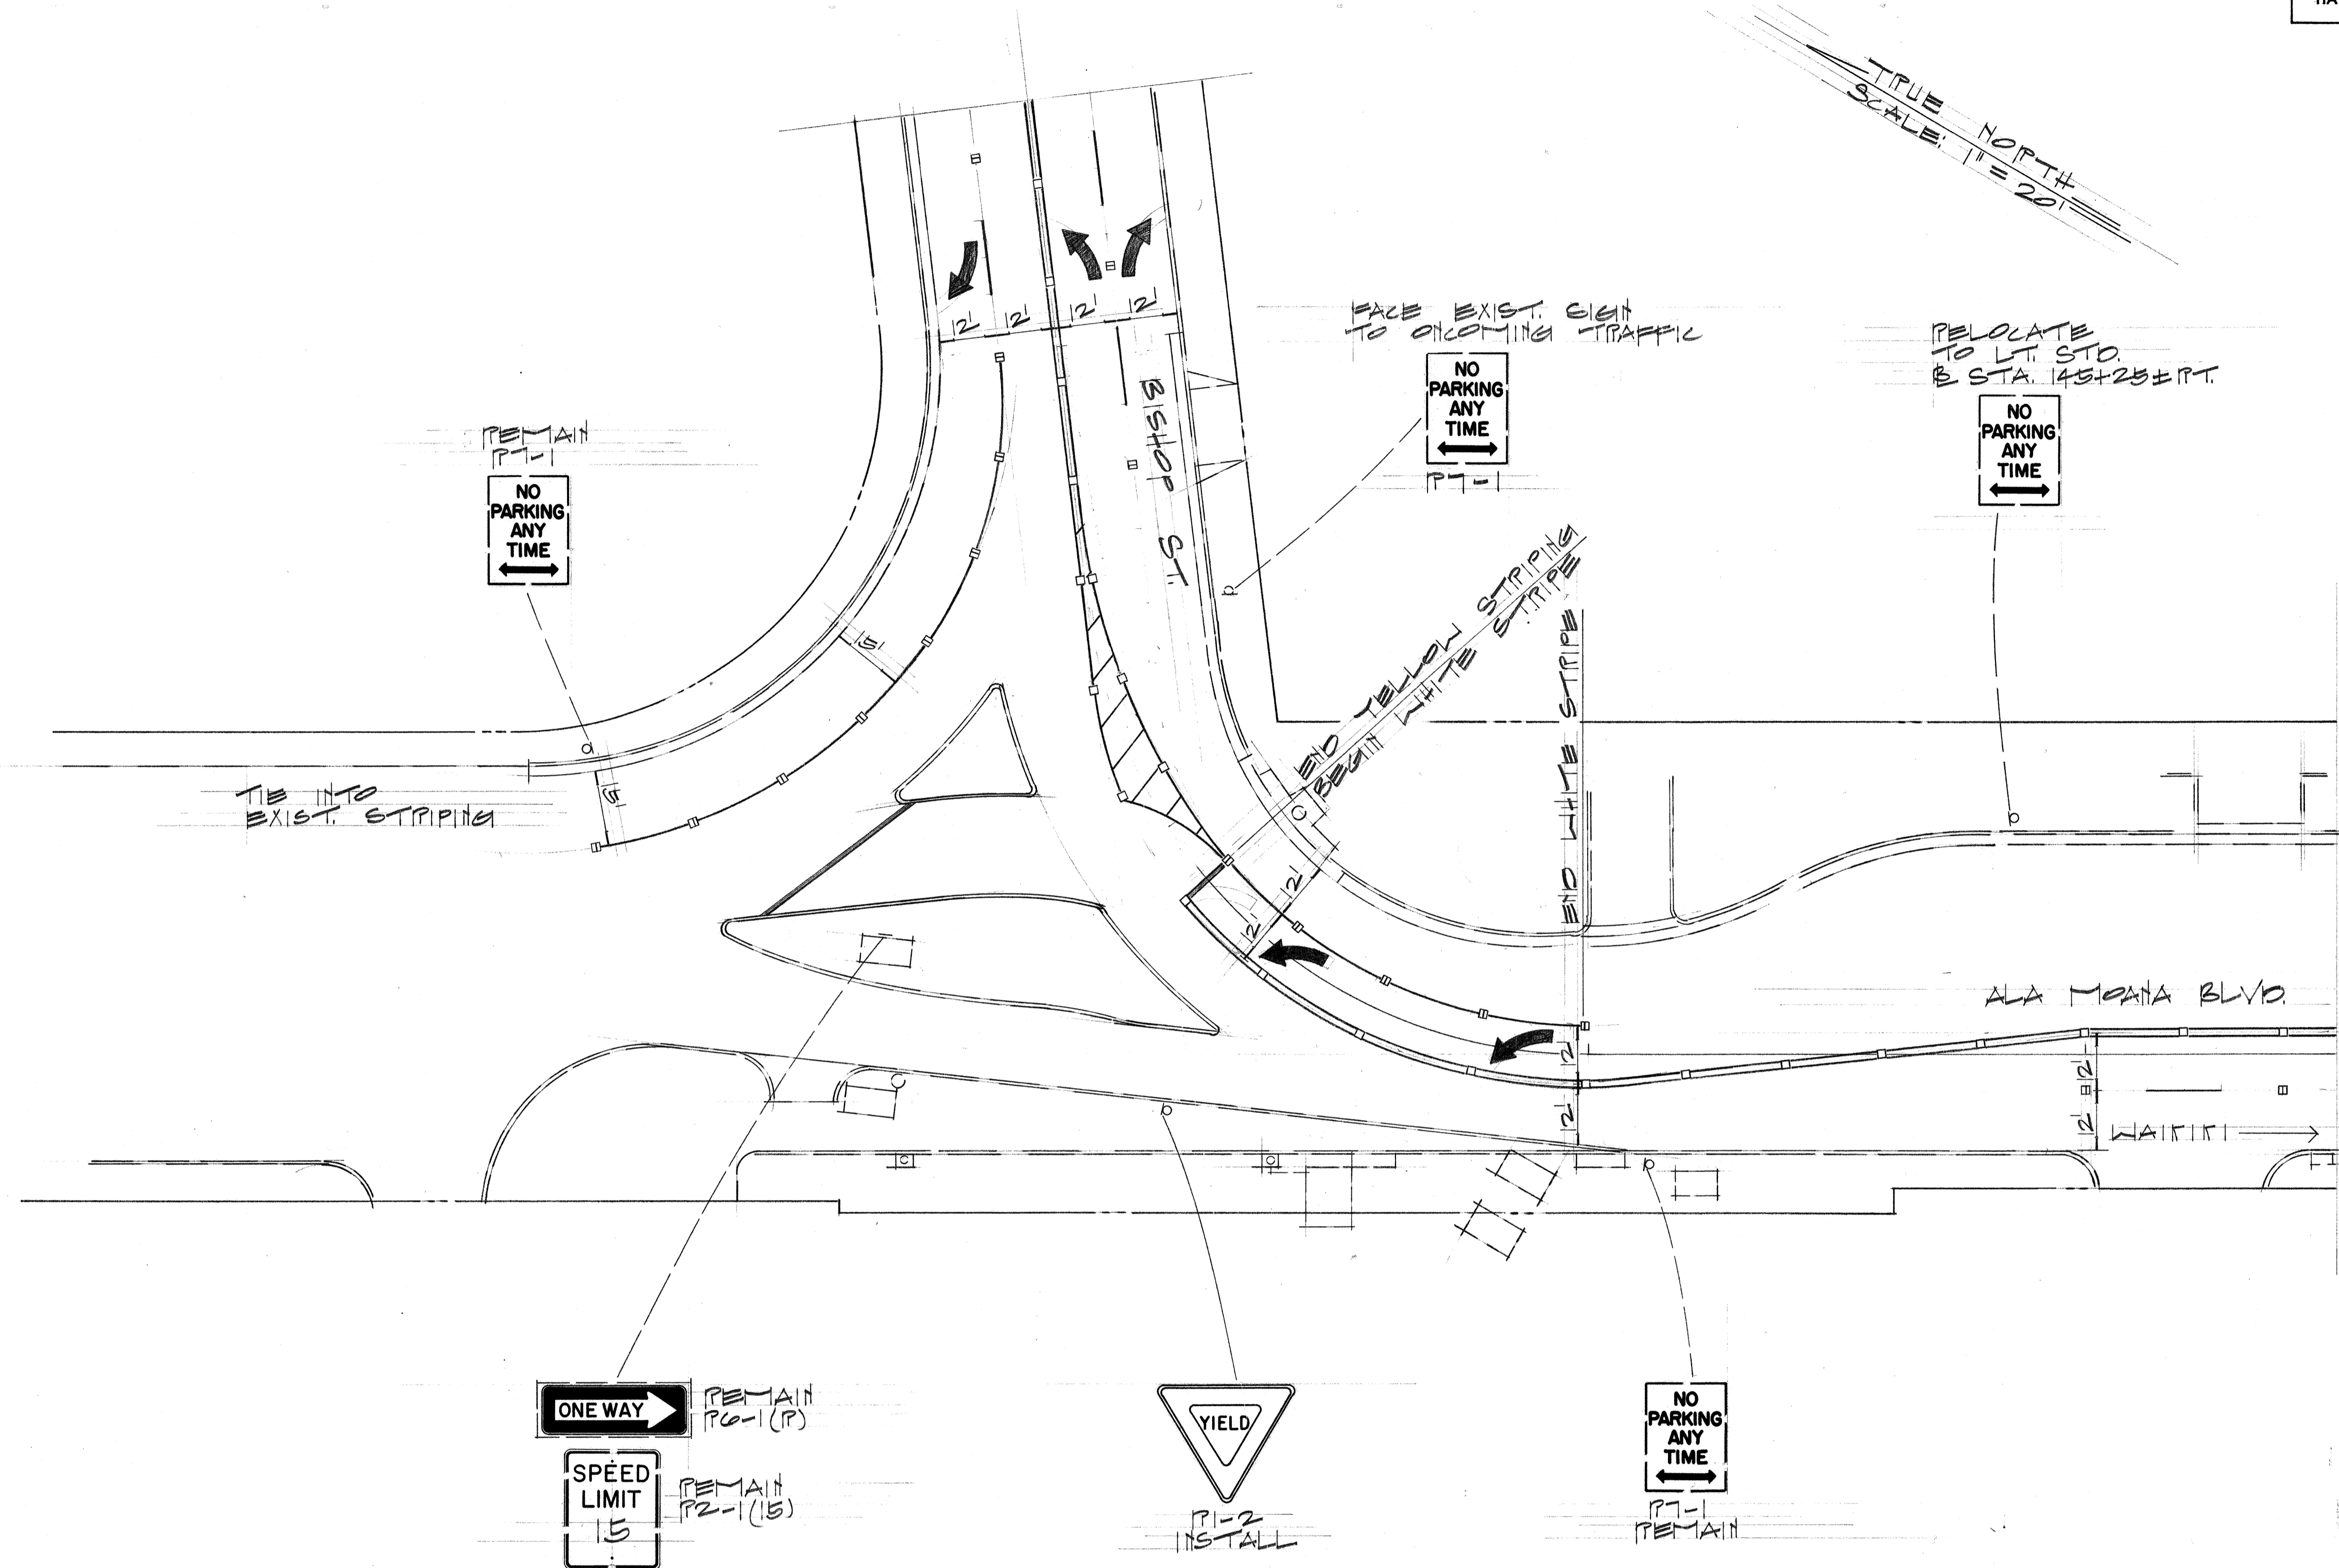 HA
TRUE NORTH
SCALE: 1" = 20'
12' 12' 12' 12'
BISHOP ST.
FACE EXIST. SIGN
TO ONCOMING TRAFFIC
NO
PARKING
ANY
TIME
R7-1
RELOCATE
TO LT. STD.
B STA. 145+25± RT.
NO
PARKING
ANY
TIME
REMAIN
R7-1
NO
PARKING
ANY
TIME
15'
15'
TIE INTO
EXIST. STRIPING
END YELLOW STRIPING
BEGIN WHITE STRIPE
END WHITE STRIPE
12'
12'
12'
12'
ALA MOANA BLVD.
12'
12'
WAIKIKI
ONE WAY
REMAIN
R6-1(R)
SPEED
LIMIT
15
REMAIN
R2-1(15)
YIELD
R1-2
INSTALL
NO
PARKING
ANY
TIME
R7-1
REMAIN